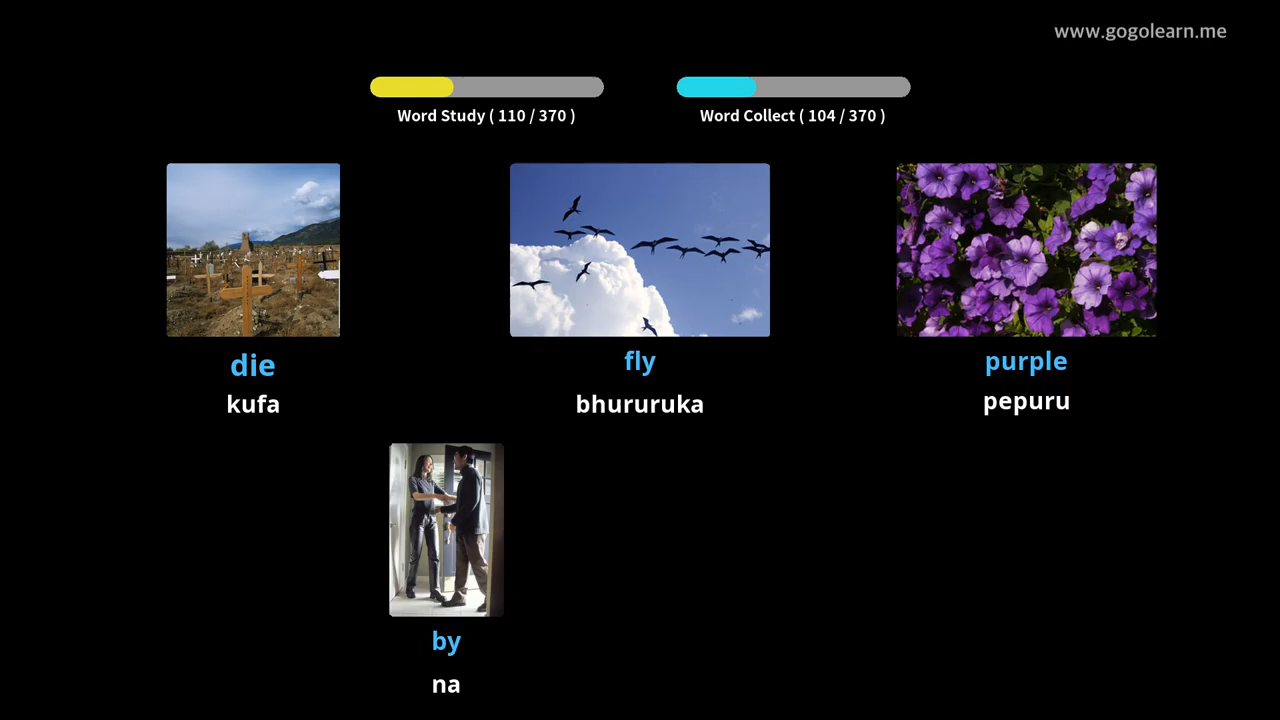 www.gogolearn.me
Word Study ( 110 / 370 )
Word Collect ( 104 / 370 )
die
kufa
fly
bhururuka
purple
pepuru
by
na